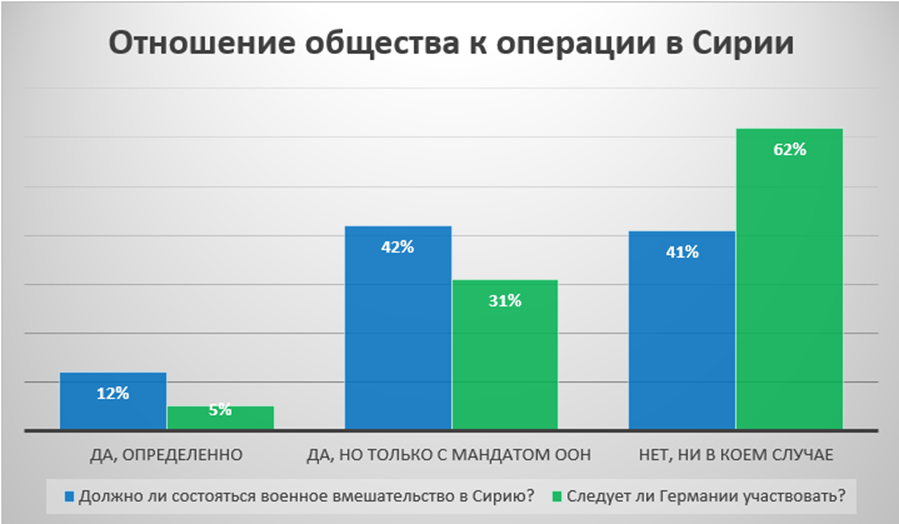 Отношение общества к операции в Сирии
12%
5%
42%
31%
41%
62%
ДА, ОПРЕДЕЛЕННО
ДА, НО ТОЛЬКО С МАНДАТОМ ООН
НЕТ, НИ В КОЕМ СЛУЧАЕ
Должно ли состояться военное вмешательство в Сирию?
Следует ли Германии участвовать?